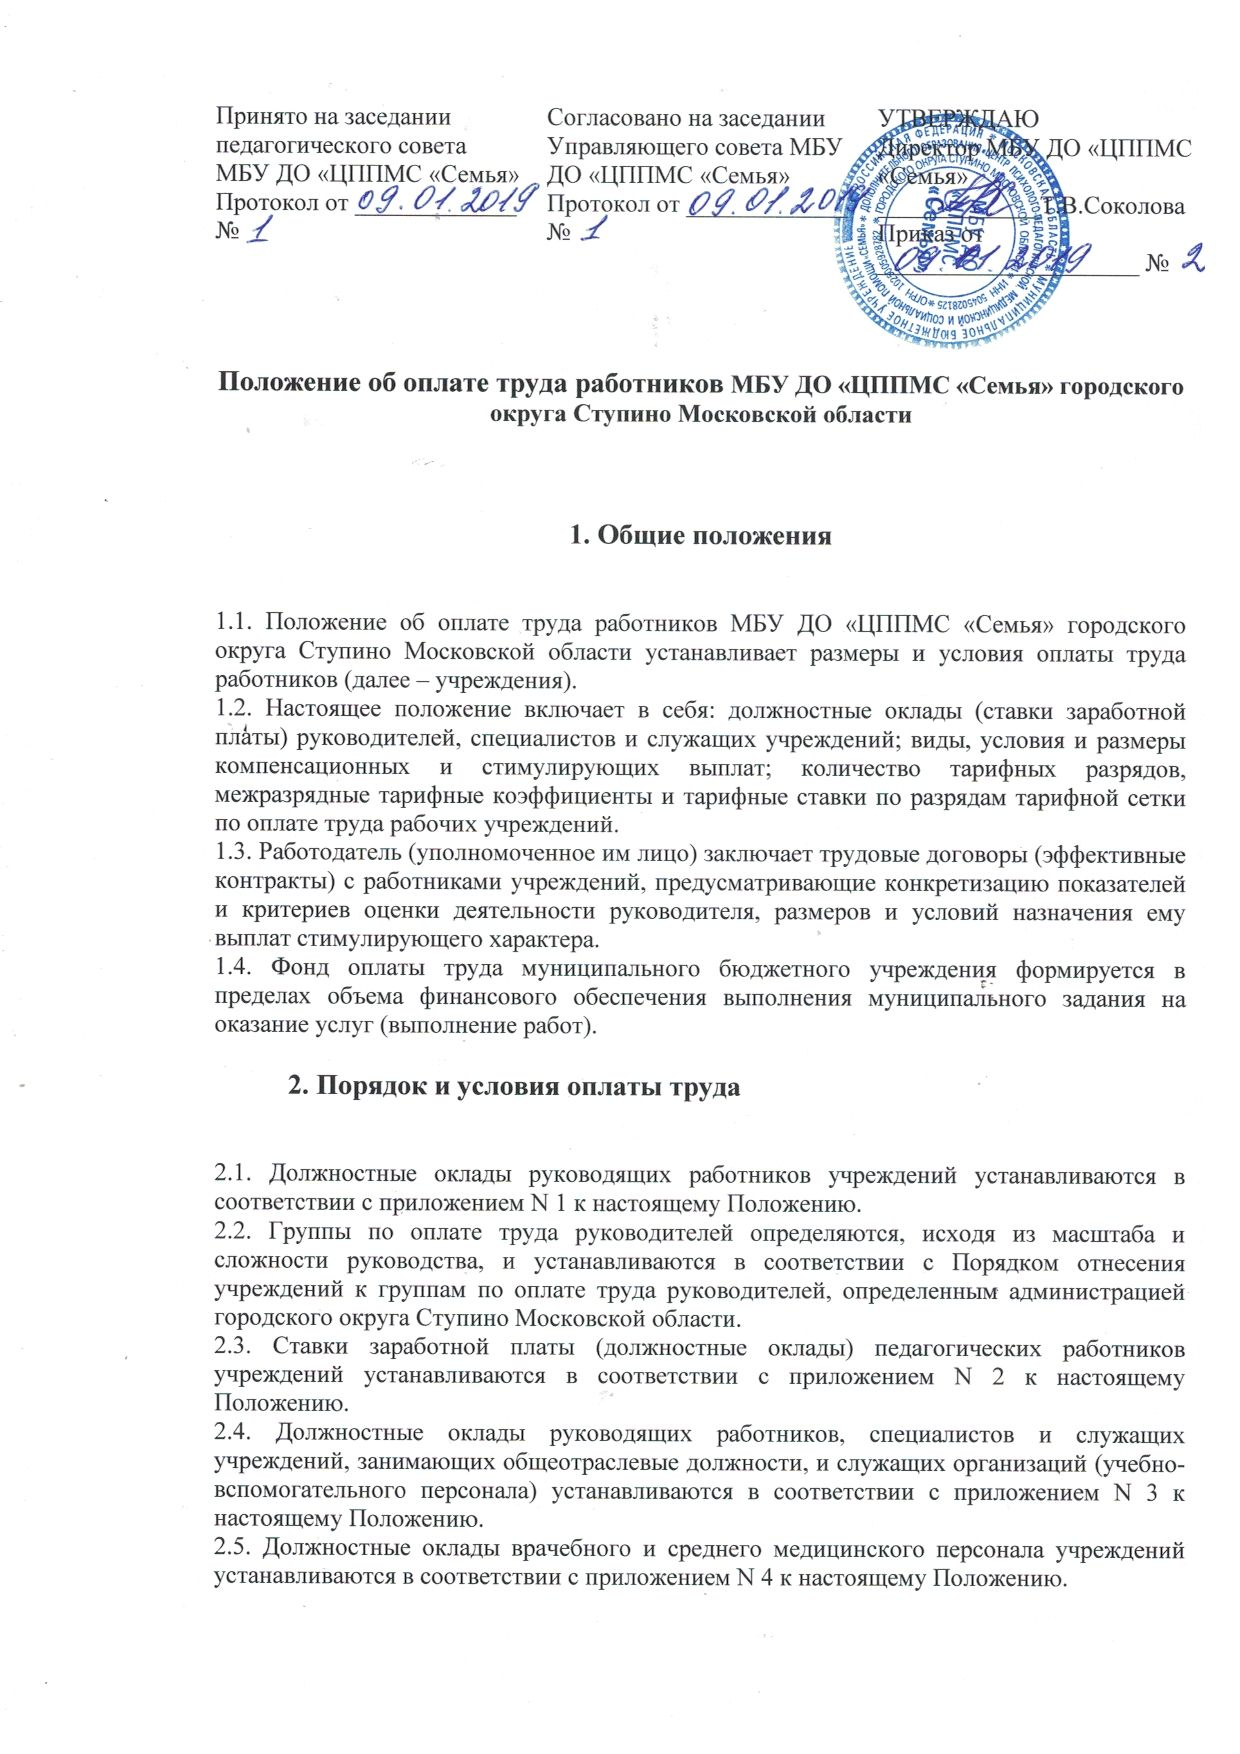 Принято на заседании
педагогического совета
МБУ ДО «ЦППМС «Семья»
Протокол от 09.01.2019
№ 1
Согласовано на заседании
Управляющего совета МБУ
ДО «ЦППМС «Семья»
Протокол от 09.01.2019
№ 1
УТВЕРЖДАЮ
Директор МБУ ДО «ЦППМС
«Семья»
Т.В.Соколова
Приказ от
09.01.2019 № 2
Положение об оплате труда работников МБУ ДО «ЦППМС «Семья» городского
округа Ступино Московской области
1. Общие положения
1.1. Положение об оплате труда работников МБУ ДО «ЦППМС «Семья» городского
округа Ступино Московской области устанавливает размеры и условия оплаты труда
работников (далее – учреждения).
1.2. Настоящее положение включает в себя: должностные оклады (ставки заработной
платы) руководителей, специалистов и служащих учреждений; виды, условия и размеры
компенсационных и стимулирующих выплат; количество тарифных разрядов,
межразрядные тарифные коэффициенты и тарифные ставки по разрядам тарифной сетки
по оплате труда рабочих учреждений.
1.3. Работодатель (уполномоченное им лицо) заключает трудовые договоры (эффективные
контракты) с работниками учреждений, предусматривающие конкретизацию показателей
и критериев оценки деятельности руководителя, размеров и условий назначения ему
выплат стимулирующего характера.
1.4. Фонд оплаты труда муниципального бюджетного учреждения формируется в
пределах объема финансового обеспечения выполнения муниципального задания на
оказание услуг (выполнение работ).
2. Порядок и условия оплаты труда
2.1. Должностные оклады руководящих работников учреждений устанавливаются в
соответствии с приложением N 1 к настоящему Положению.
2.2. Группы по оплате труда руководителей определяются, исходя из масштаба и
сложности руководства, и устанавливаются в соответствии с Порядком отнесения
учреждений к группам по оплате труда руководителей, определенным администрацией
городского округа Ступино Московской области.
2.3. Ставки заработной платы (должностные оклады) педагогических работников
учреждений устанавливаются в соответствии с приложением N 2 к настоящему
Положению.
2.4. Должностные оклады руководящих работников, специалистов и служащих
учреждений, занимающих общеотраслевые должности, и служащих организаций (учебно-
вспомогательного персонала) устанавливаются в соответствии с приложением N 3 к
настоящему Положению.
2.5. Должностные оклады врачебного и среднего медицинского персонала учреждений
устанавливаются в соответствии с приложением N 4 к настоящему Положению.